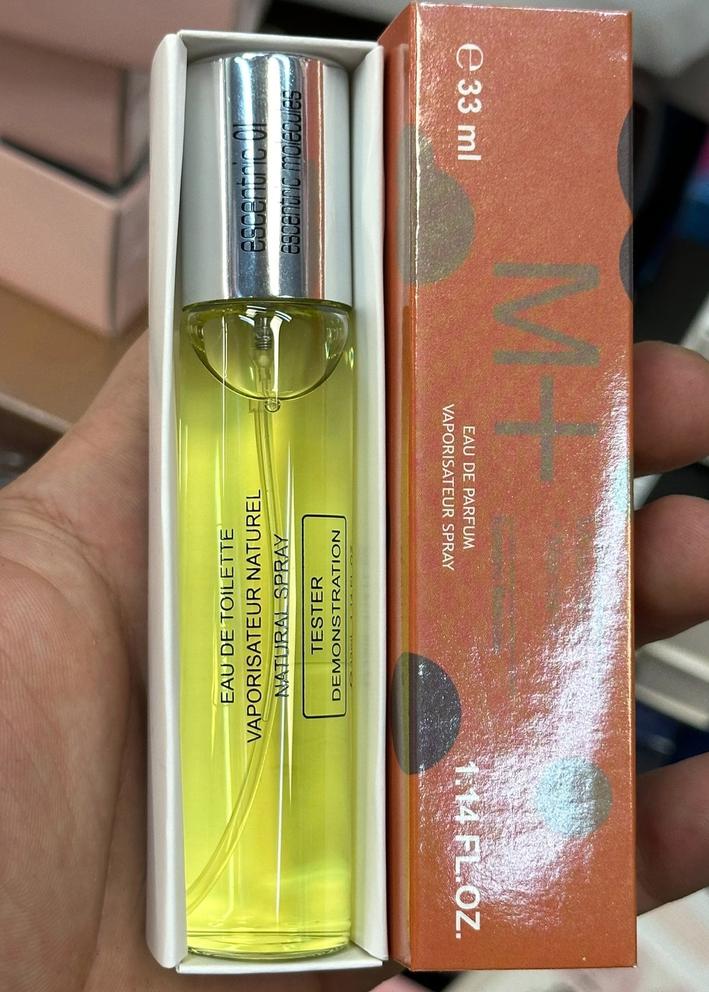 escentric 01
escentric molecules
EAU DE TOILETTE
VAPORISATEUR NATUREL
NATURAL SPRAY
TESTER
DEMONSTRATION
e 33 ml
M+
EAU DE PARFUM
VAPORISATEUR SPRAY
1.14 FL.OZ.